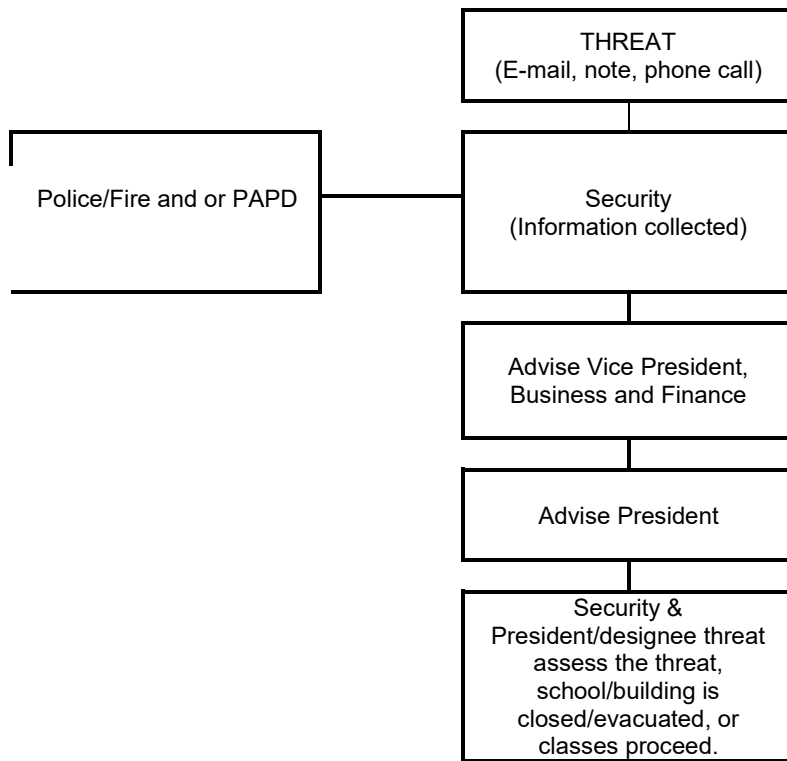 THREAT
(E-mail, note, phone call)
Police/Fire and or PAPD
Security
(Information collected)
Advise Vice President,
Business and Finance
Advise President
Security &
President/designee threat
assess the threat,
school/building is
closed/evacuated, or
classes proceed.